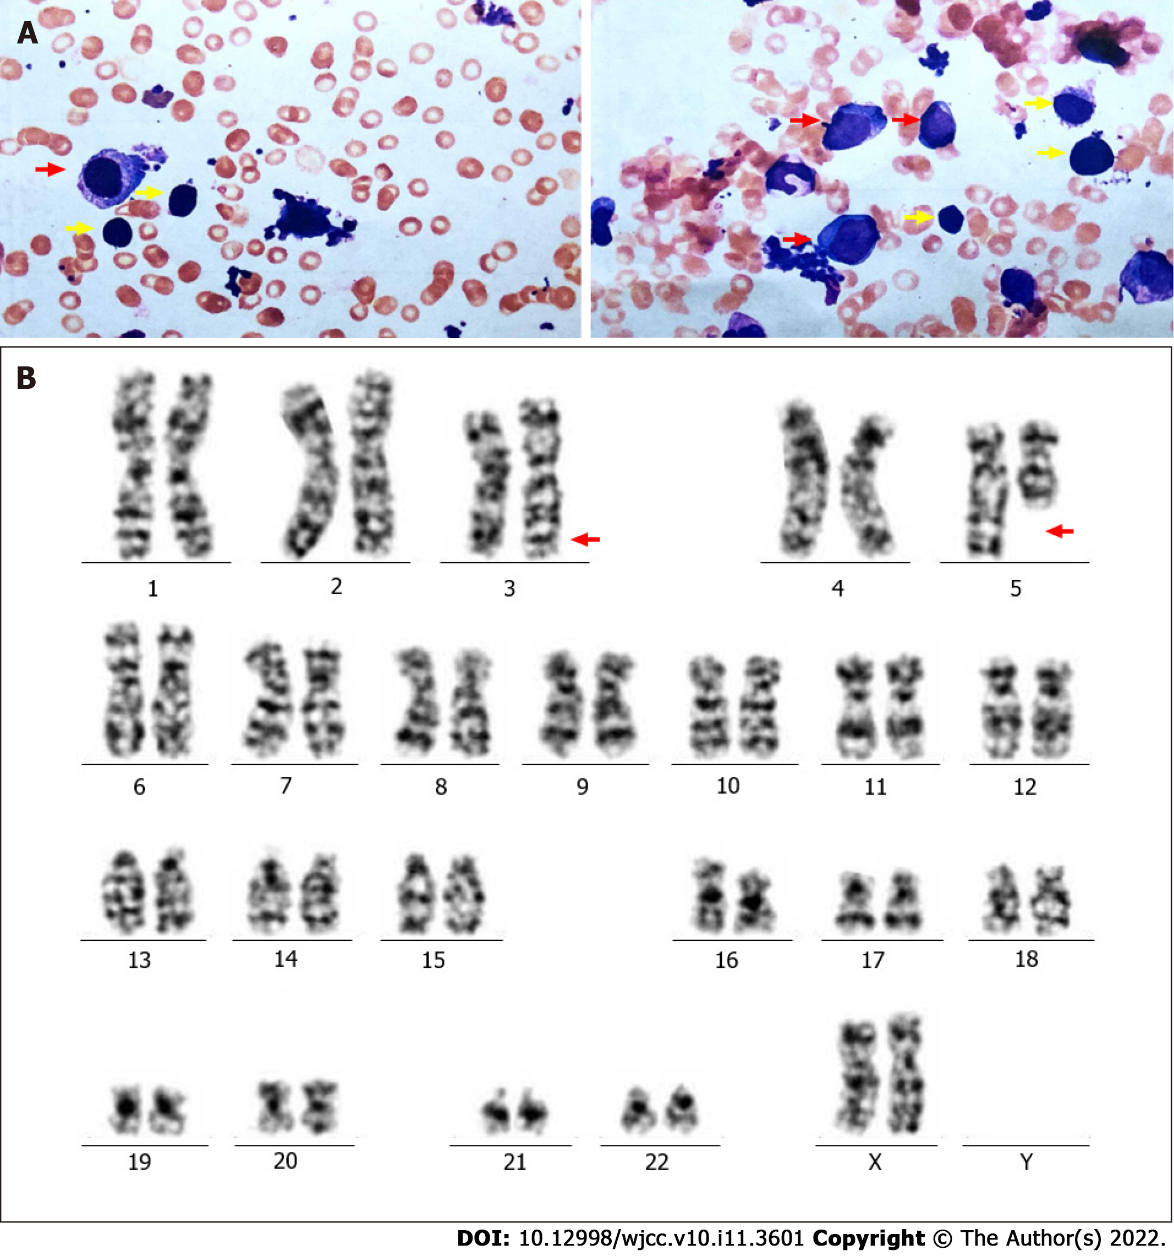 A
B
1 2 3 4 5
6 7 8 9 10 11 12
13 14 15 16 17 18
19 20 21 22 X Y
DOI: 10.12998/wjcc.v10.i11.3601 Copyright © The Author(s) 2022.